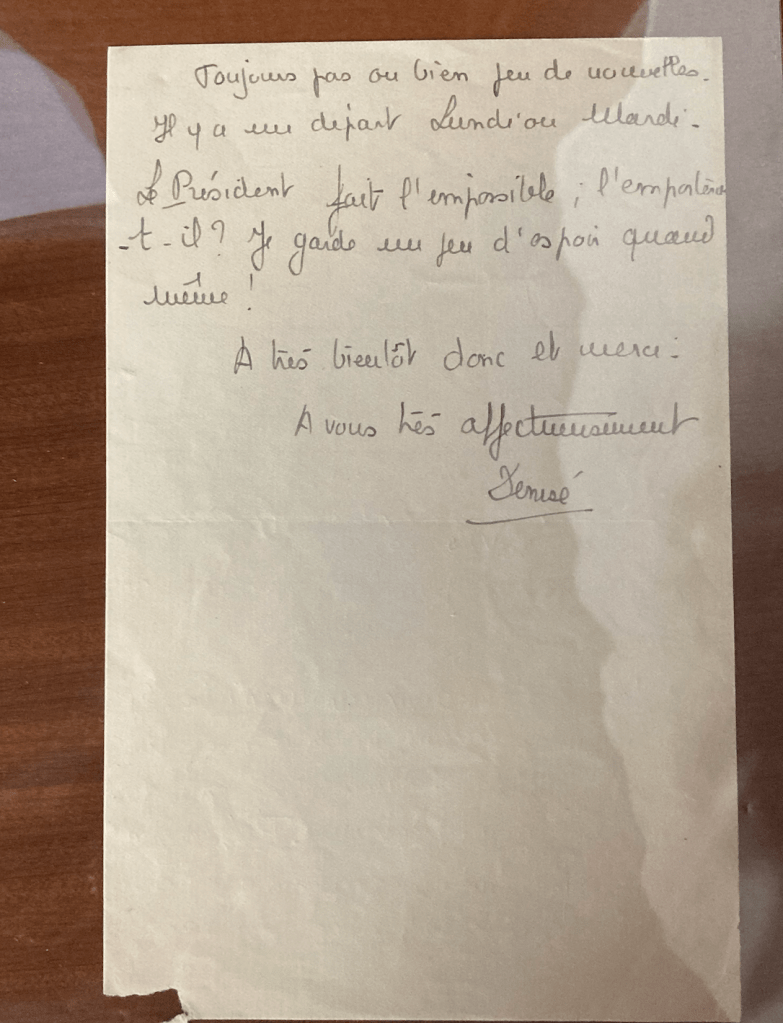 Toujours pas ou bien peu de nouvelles.
Il y a un départ Lundi ou Mardi.
Le Président fait l'impossible ; l'emportera
-t-il ? Je garde un peu d'espoir quand
même !
A très bientôt donc et merci.
A vous très affectueusement
Denise